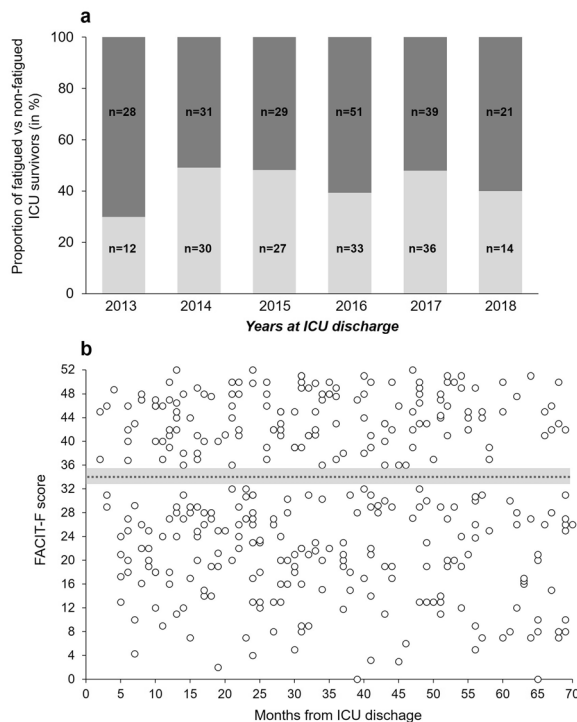 a
Proportion of fatigued vs non-fatigued
ICU survivors (in %)
100
80
60
40
20
0
n=28 n=31 n=29 n=51 n=39 n=21
n=12 n=30 n=27 n=33 n=36 n=14
2013 2014 2015 2016 2017 2018
Years at ICU discharge
b
FACIT-F score
52
48
44
40
36
32
28
24
20
16
12
8
4
0
0 5 10 15 20 25 30 35 40 45 50 55 60 65 70
Months from ICU dischage